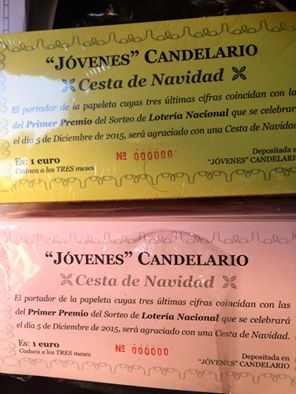 “JÓVENES” CANDELARIO
Cesta de Navidad
El portador de la papeleta cuyas tres últimas cifras coincidan con las
del Primer Premio del Sorteo de Lotería Nacional que se celebrará
el día 5 de Diciembre de 2015, será agraciado con una Cesta de Navidad.
Es: 1 euro
Caduca a los TRES meses
Nº 000000
Depositada en
“JÓVENES” CANDELARIO
“JÓVENES” CANDELARIO
Cesta de Navidad
El portador de la papeleta cuyas tres últimas cifras coincidan con las
del Primer Premio del Sorteo de Lotería Nacional que se celebrará
el día 5 de Diciembre de 2015, será agraciado con una Cesta de Navidad.
Es: 1 euro
Caduca a los TRES meses
Nº 000000
Depositada en
“JÓVENES” CANDELARIO